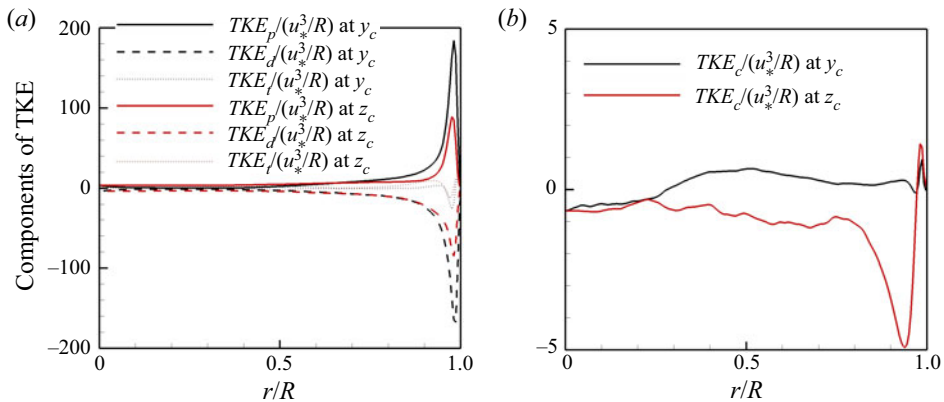 (a)
200
100
0
−100
−200
Components of TKE
TKE_p/(u_*^3/R) at y_c
TKE_d/(u_*^3/R) at y_c
TKE_t/(u_*^3/R) at y_c
TKE_p/(u_*^3/R) at z_c
TKE_d/(u_*^3/R) at z_c
TKE_t/(u_*^3/R) at z_c
0 0.5 1.0
r/R
(b)
5
0
−5
TKE_c/(u_*^3/R) at y_c
TKE_c/(u_*^3/R) at z_c
0 0.5 1.0
r/R